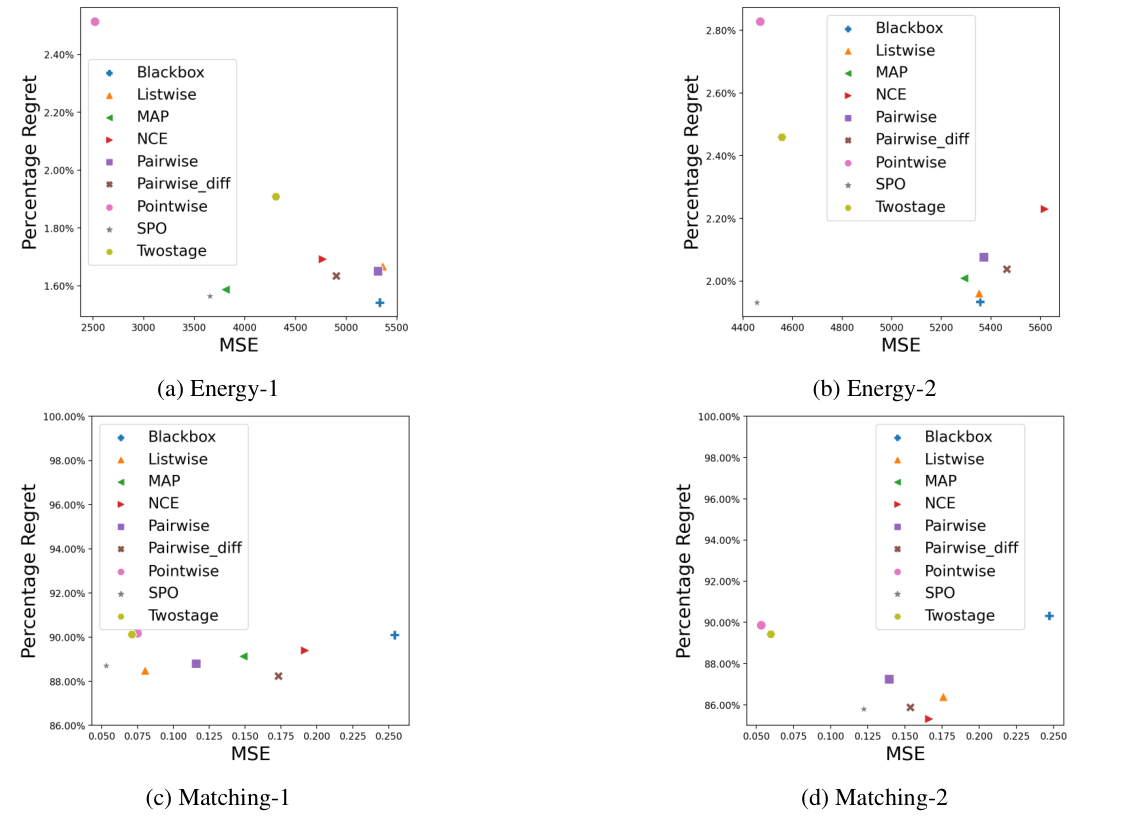 2.40%
2.20%
2.00%
1.80%
1.60%
Percentage Regret
Blackbox
Listwise
MAP
NCE
Pairwise
Pairwise_diff
Pointwise
SPO
Twostage
2500 3000 3500 4000 4500 5000 5500
MSE
(a) Energy-1
2.80%
2.60%
2.40%
2.20%
2.00%
Percentage Regret
Blackbox
Listwise
MAP
NCE
Pairwise
Pairwise_diff
Pointwise
SPO
Twostage
4400 4600 4800 5000 5200 5400 5600
MSE
(b) Energy-2
100.00%
98.00%
96.00%
94.00%
92.00%
90.00%
88.00%
86.00%
Percentage Regret
Blackbox
Listwise
MAP
NCE
Pairwise
Pairwise_diff
Pointwise
SPO
Twostage
0.050 0.075 0.100 0.125 0.150 0.175 0.200 0.225 0.250
MSE
(c) Matching-1
100.00%
98.00%
96.00%
94.00%
92.00%
90.00%
88.00%
86.00%
Percentage Regret
Blackbox
Listwise
MAP
NCE
Pairwise
Pairwise_diff
Pointwise
SPO
Twostage
0.050 0.075 0.100 0.125 0.150 0.175 0.200 0.225 0.250
MSE
(d) Matching-2